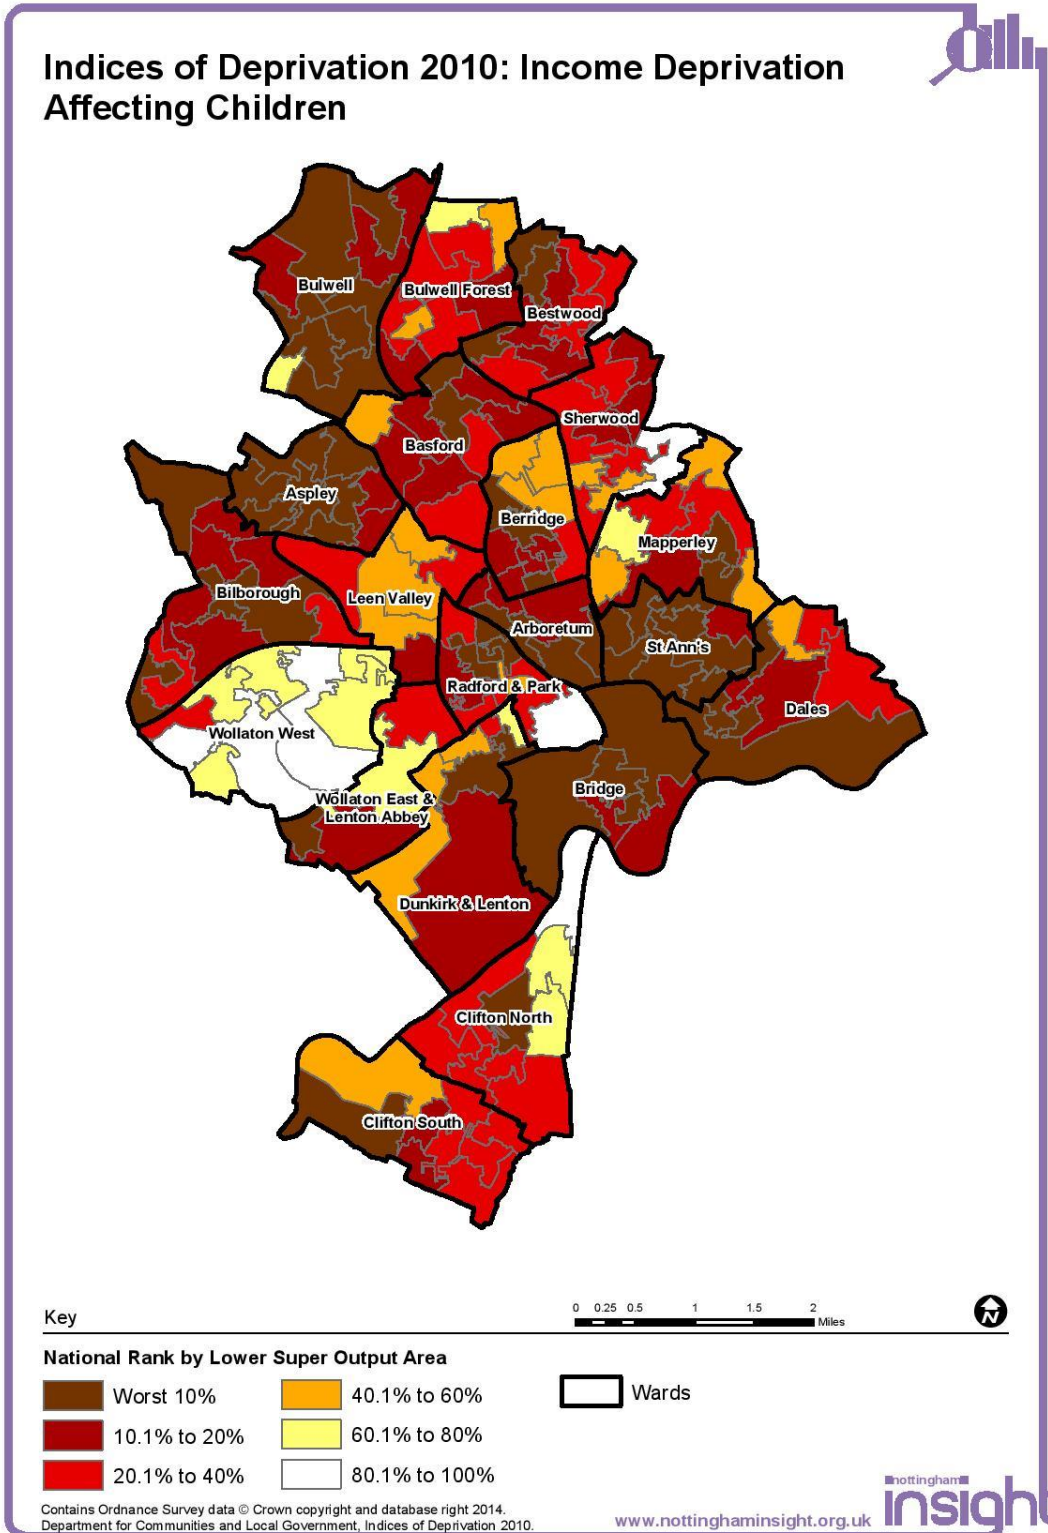 Indices of Deprivation 2010: Income Deprivation
Affecting Children
Bulwell
Bulwell Forest
Bestwood
Sherwood
Basford
Aspley
Berridge
Mapperley
Bilborough
Leen Valley
Arboretum
St Ann's
Radford & Park
Dales
Wollaton West
Bridge
Wollaton East &
Lenton Abbey
Dunkirk & Lenton
Clifton North
Clifton South
Key
0 0.25 0.5 1 1.5 2
Miles
N
National Rank by Lower Super Output Area
Worst 10%
10.1% to 20%
20.1% to 40%
40.1% to 60%
60.1% to 80%
80.1% to 100%
Wards
Contains Ordnance Survey data © Crown copyright and database right 2014.
Department for Communities and Local Government, Indices of Deprivation 2010.
www.nottinghaminsight.org.uk
nottingham
insight